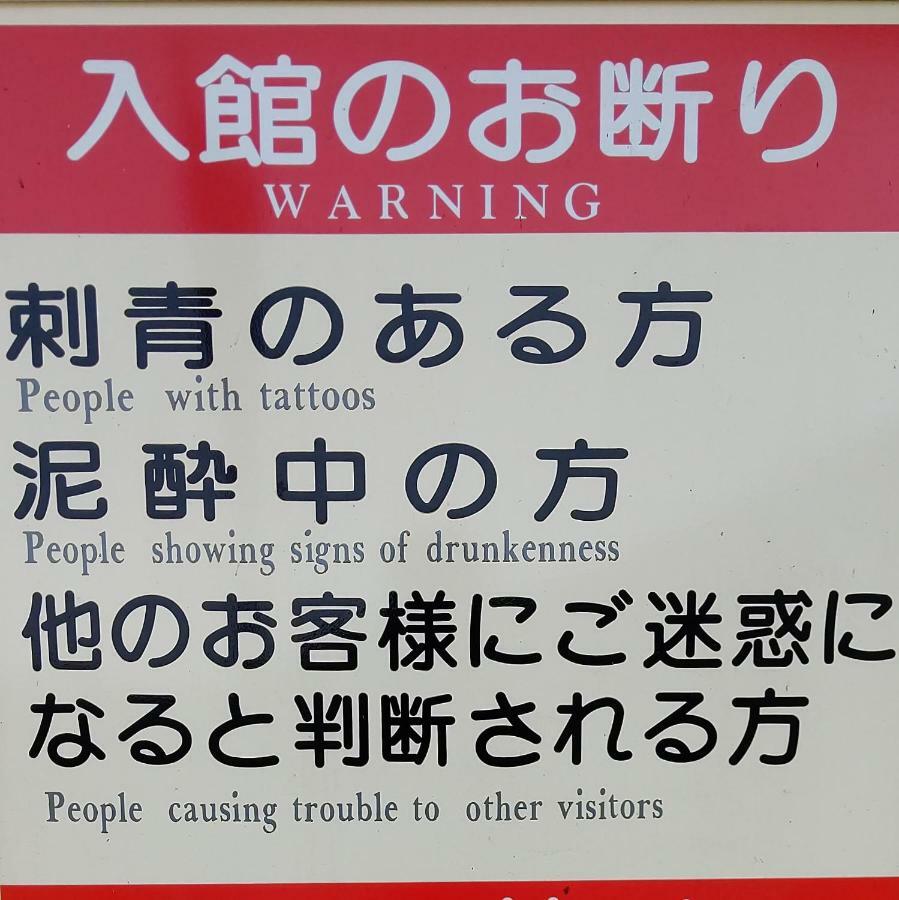 入館のお断り
WARNING
刺青のある方
People with tattoos
泥酔中の方
People showing signs of drunkenness
他のお客様にご迷惑に
なると判断される方
People causing trouble to other visitors